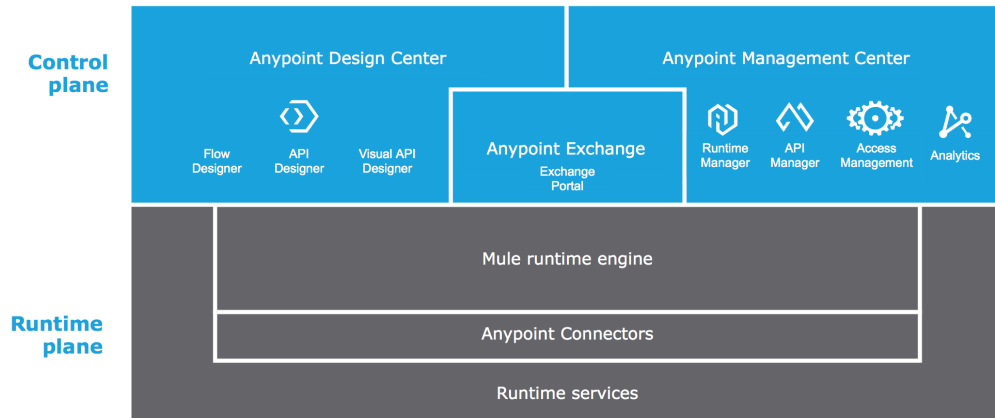 Control
plane
Anypoint Design Center
Anypoint Management Center
Flow
Designer
API
Designer
Visual API
Designer
Anypoint Exchange
Exchange
Portal
Runtime
Manager
API
Manager
Access
Management
Analytics
Runtime
plane
Mule runtime engine
Anypoint Connectors
Runtime services